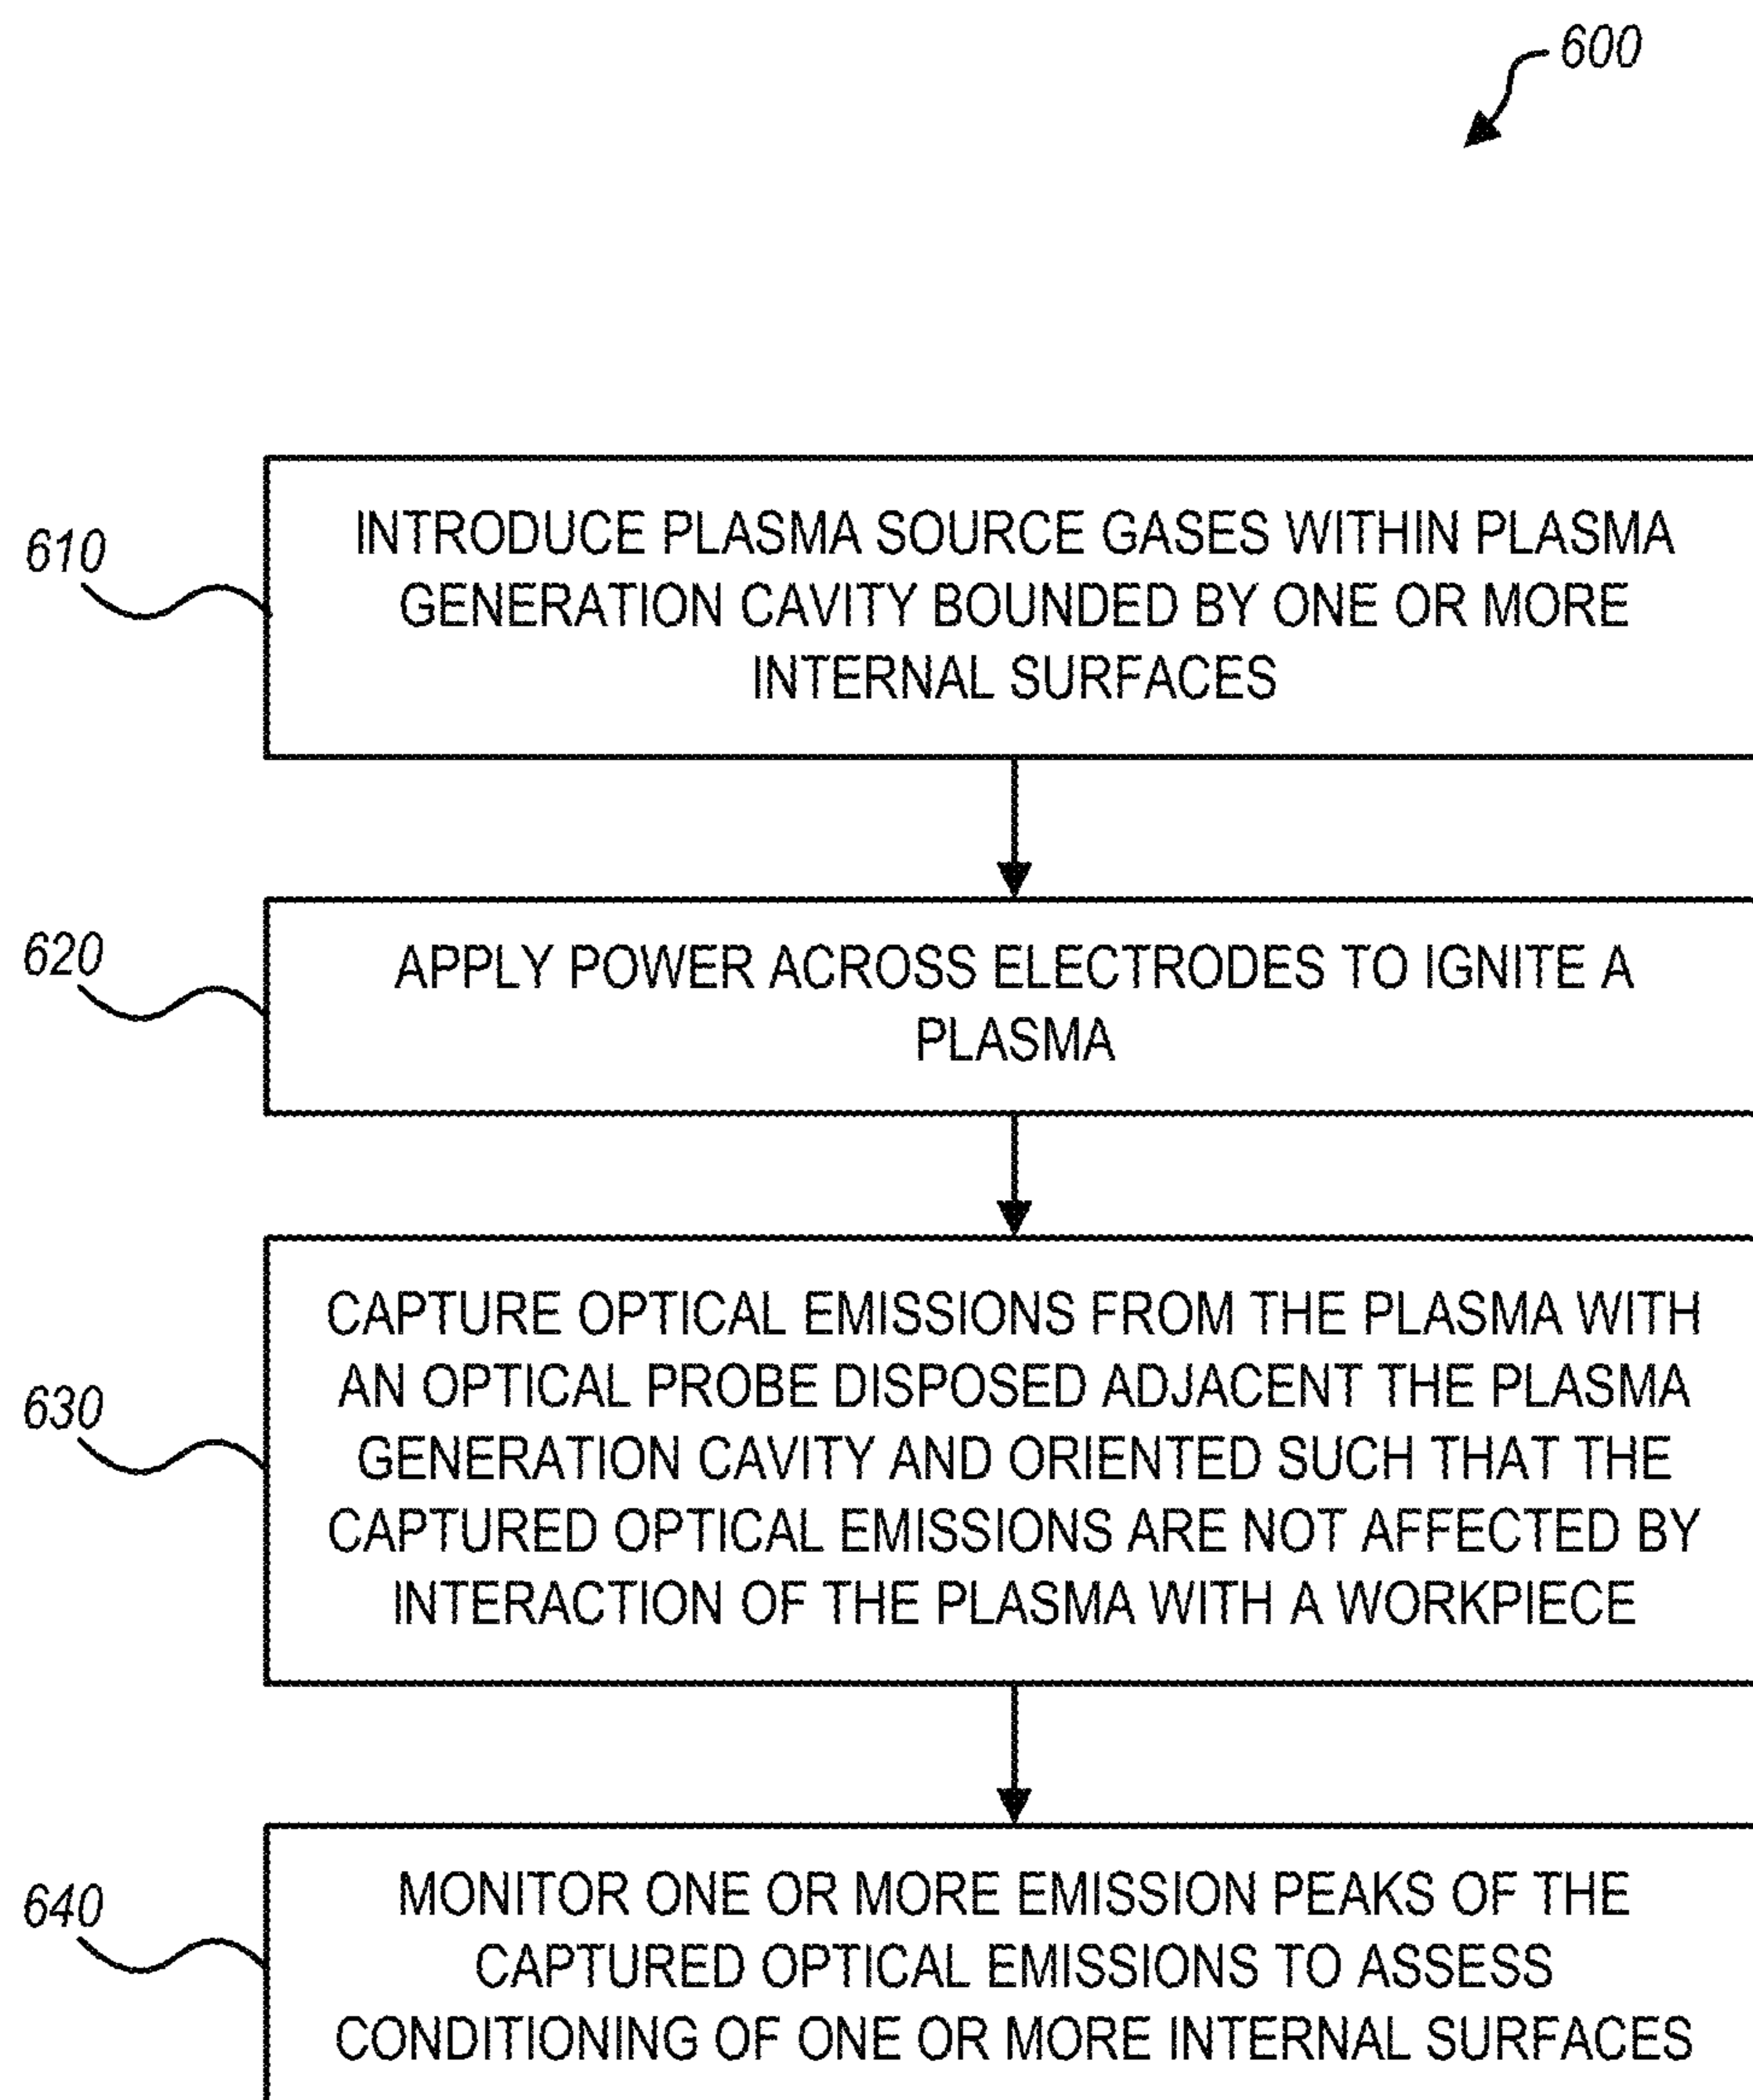 600
610
INTRODUCE PLASMA SOURCE GASES WITHIN PLASMA
GENERATION CAVITY BOUNDED BY ONE OR MORE
INTERNAL SURFACES
620
APPLY POWER ACROSS ELECTRODES TO IGNITE A
PLASMA
630
CAPTURE OPTICAL EMISSIONS FROM THE PLASMA WITH
AN OPTICAL PROBE DISPOSED ADJACENT THE PLASMA
GENERATION CAVITY AND ORIENTED SUCH THAT THE
CAPTURED OPTICAL EMISSIONS ARE NOT AFFECTED BY
INTERACTION OF THE PLASMA WITH A WORKPIECE
640
MONITOR ONE OR MORE EMISSION PEAKS OF THE
CAPTURED OPTICAL EMISSIONS TO ASSESS
CONDITIONING OF ONE OR MORE INTERNAL SURFACES